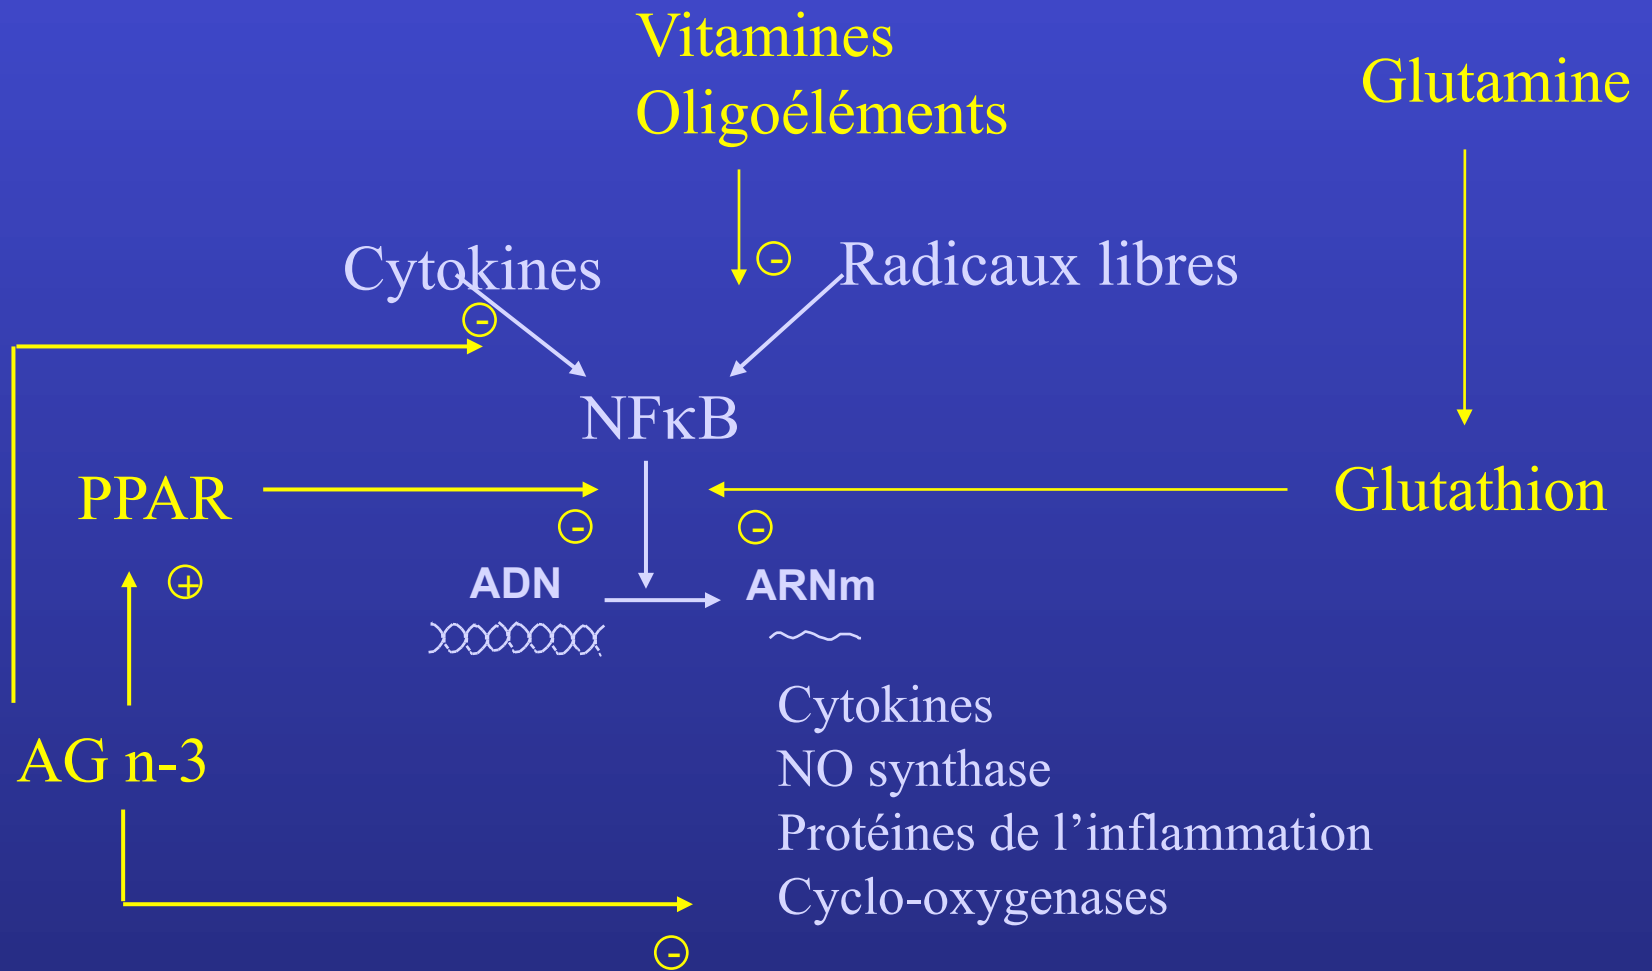 Vitamines
Oligoéléments
Glutamine
Cytokines
-
Radicaux libres
-
NFκB
PPAR
-
-
Glutathion
+
ADN
ARNm
AG n-3
Cytokines
NO synthase
Protéines de l’inflammation
Cyclo-oxygenases
-